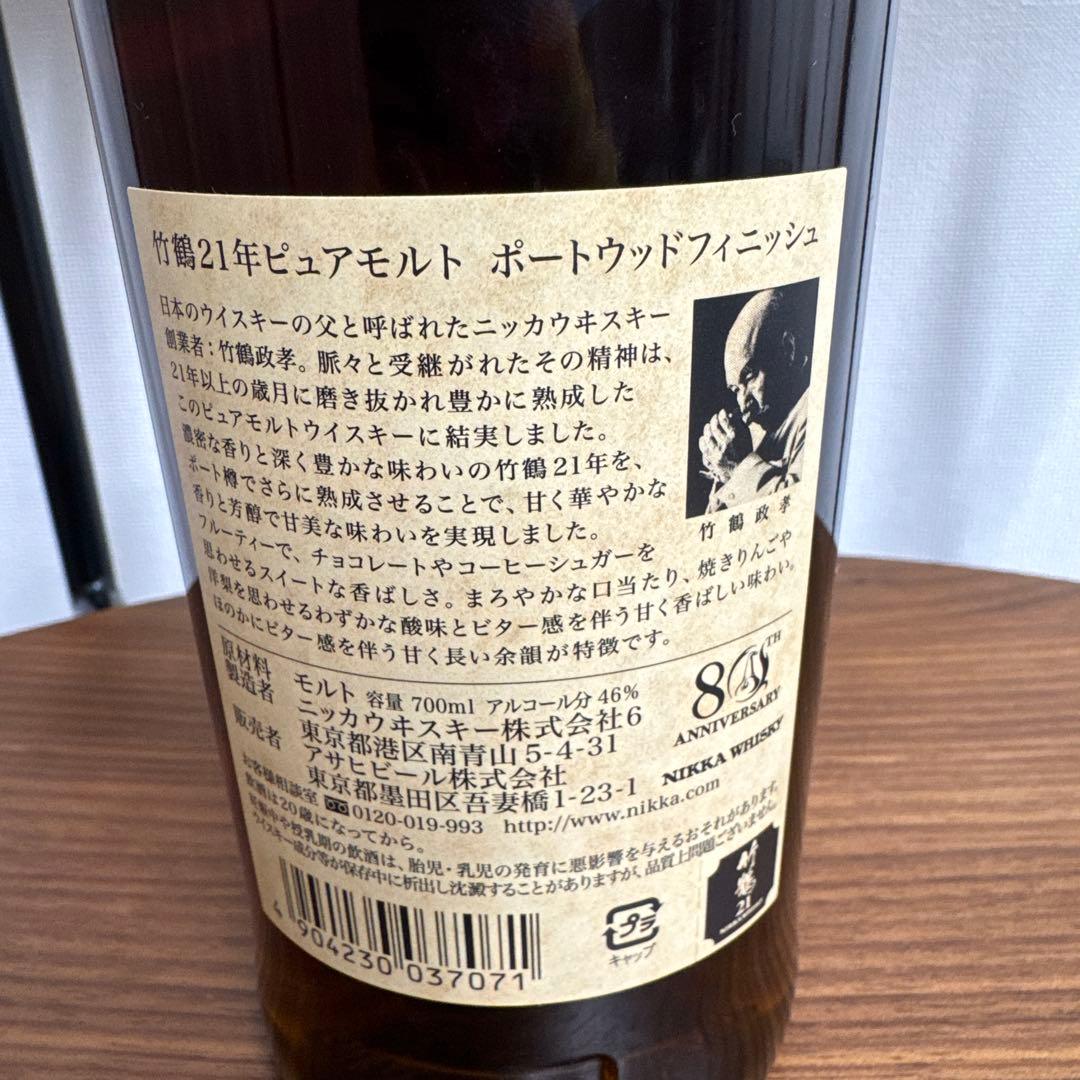 竹鶴21年ピュアモルト ポートウッドフィニッシュ
日本のウイスキーの父と呼ばれたニッカウヰスキー
創業者:竹鶴政孝。脈々と受継がれたその精神は、
21年以上の歳月に磨き抜かれ豊かに熟成した
このピュアモルトウイスキーに結実しました。
濃密な香りと深く豊かな味わいの竹鶴21年を、
ポート樽でさらに熟成させることで、甘く華やかな
香りと芳醇で甘美な味わいを実現しました。
フルーティーで、チョコレートやコーヒーシュガーを
思わせるスイートな香ばしさ。まろやかな口当たり、焼きりんごや
洋梨を思わせるわずかな酸味とビター感を伴う甘く香ばしい味わい。
ほのかにビター感を伴う甘く長い余韻が特徴です。
竹鶴政孝
原材料 モルト 容量 700ml アルコール分 46%
製造者 ニッカウヰスキー株式会社6
東京都港区南青山5-4-31
販売者 アサヒビール株式会社
東京都墨田区吾妻橋1-23-1
お客様相談室 0120-019-993 http://www.nikka.com
飲酒は20歳になってから。
妊娠中や授乳期の飲酒は、胎児・乳児の発育に悪影響を与えるおそれがあります。
ウイスキー成分等が保存中に析出し沈澱することがありますが、品質上問題ございません。
80TH
ANNIVERSARY
NIKKA WHISKY
4 904230 037071
プラ
キャップ
竹鶴
21